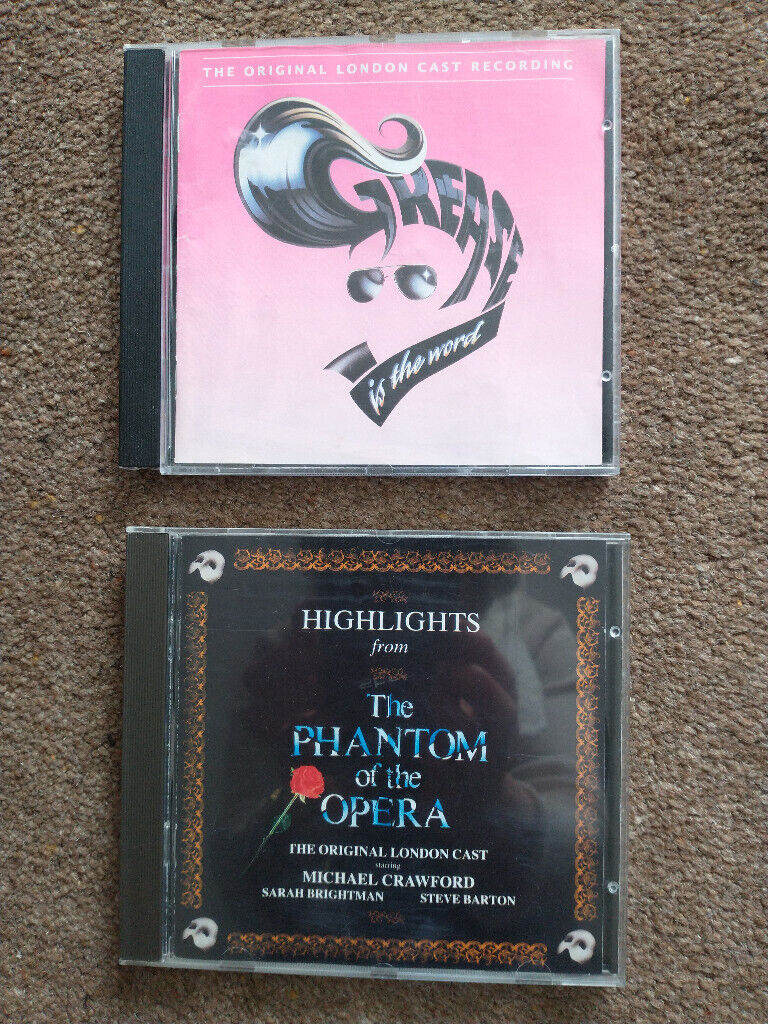 THE ORIGINAL LONDON CAST RECORDING
GREASE
is the word
HIGHLIGHTS
from
The
PHANTOM
of the
OPERA
THE ORIGINAL LONDON CAST
starring
MICHAEL CRAWFORD
SARAH BRIGHTMAN STEVE BARTON